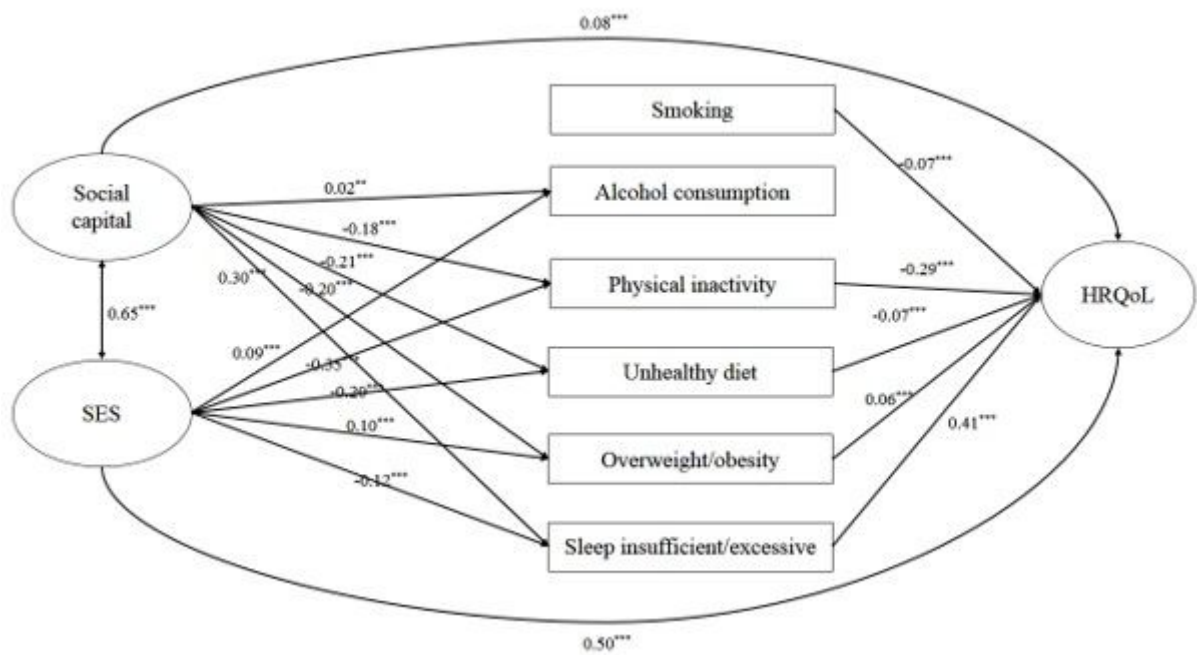 0.08***
Smoking
-0.07***
Social
capital
0.02**
Alcohol consumption
-0.18***
-0.21***
0.30***
-0.20***
Physical inactivity
-0.29***
HRQoL
0.65***
-0.07***
0.09***
-0.35***
Unhealthy diet
-0.20***
SES
0.10***
0.06***
0.41***
Overweight/obesity
-0.12***
Sleep insufficient/excessive
0.50***